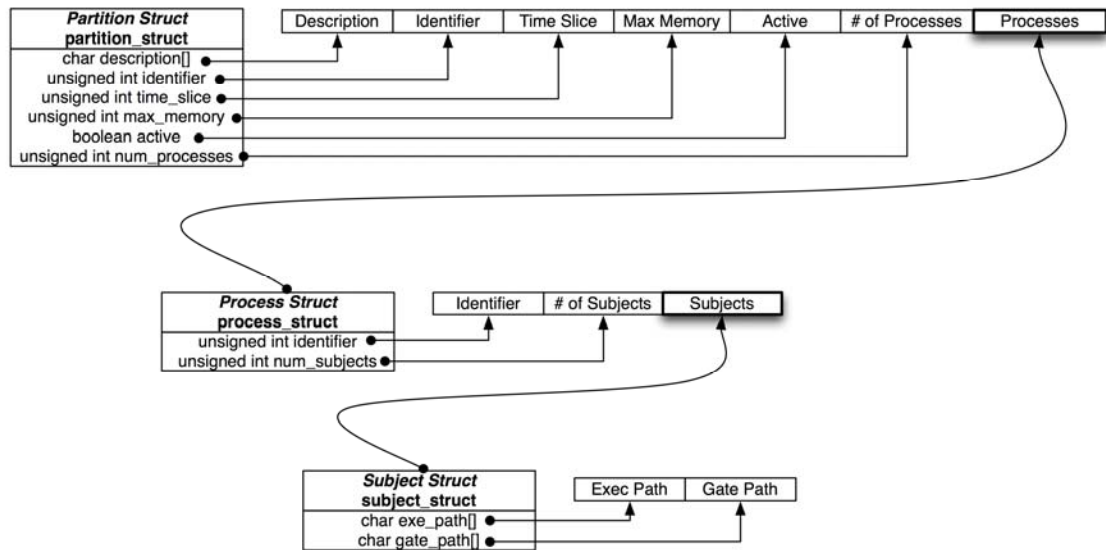 Partition Struct
partition_struct
char description[]
unsigned int identifier
unsigned int time_slice
unsigned int max_memory
boolean active
unsigned int num_processes
Description Identifier Time Slice Max Memory Active # of Processes Processes
Process Struct
process_struct
unsigned int identifier
unsigned int num_subjects
Identifier # of Subjects Subjects
Subject Struct
subject_struct
char exe_path[]
char gate_path[]
Exec Path Gate Path